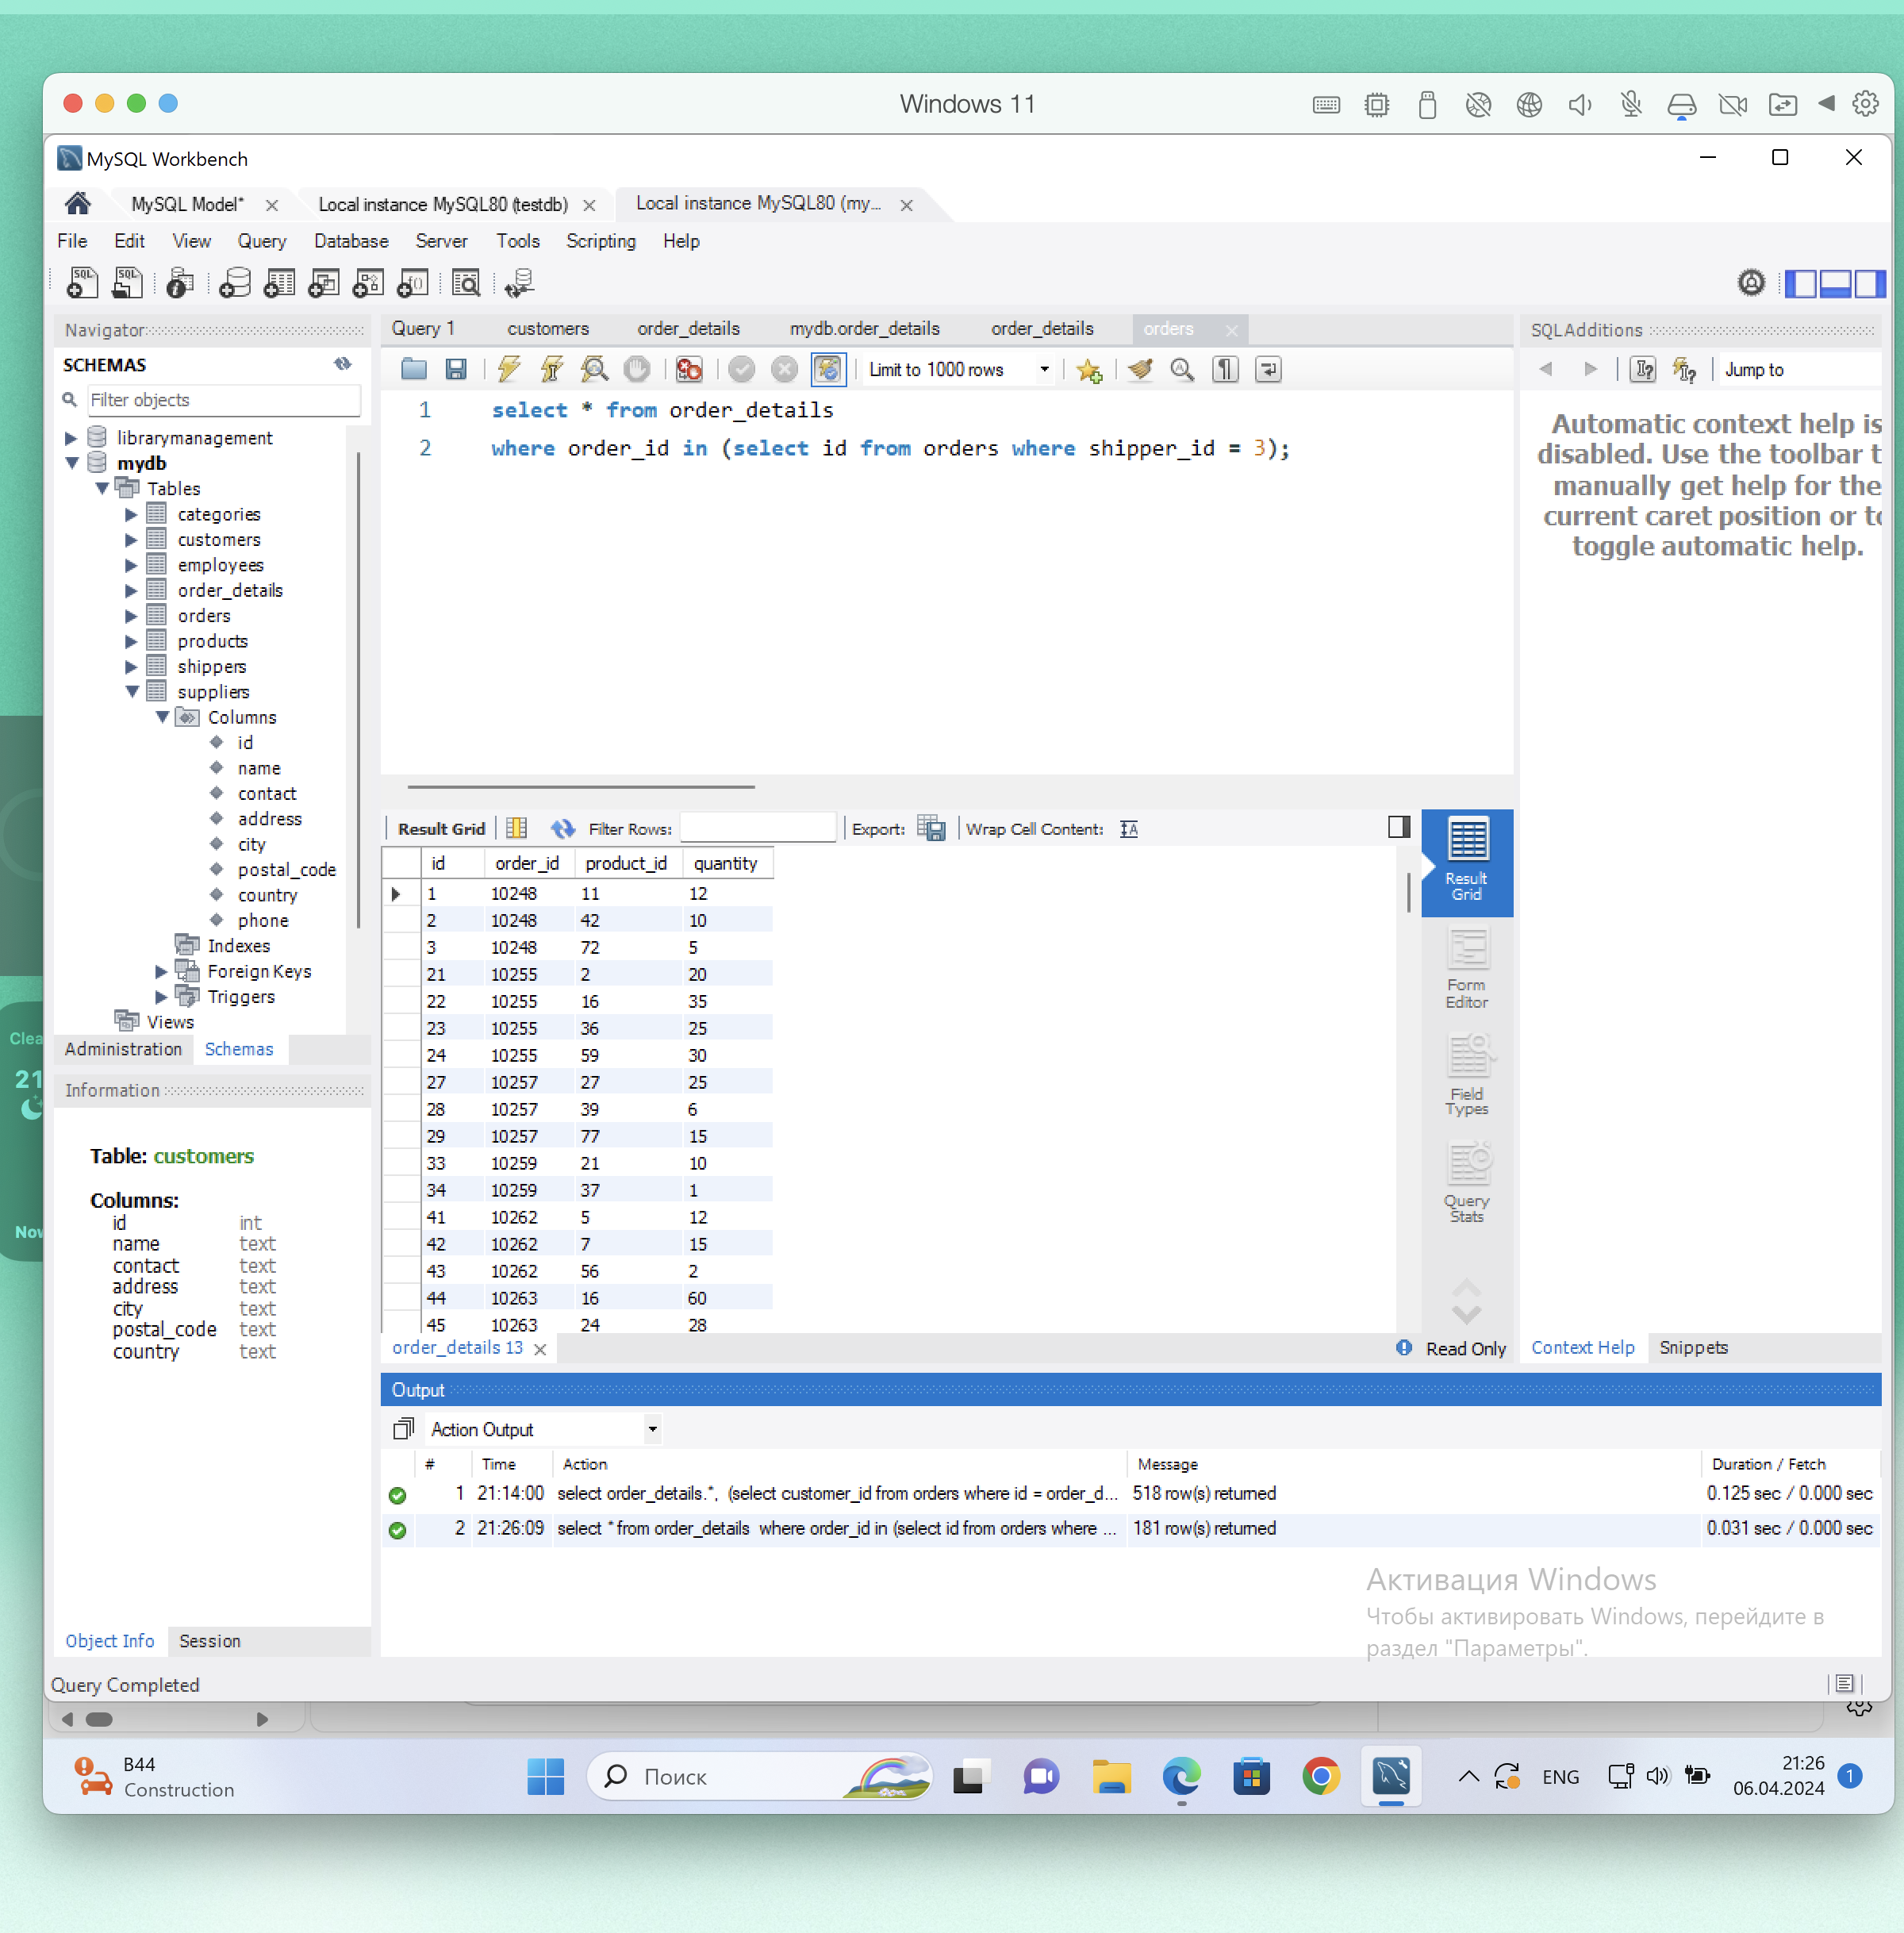 Windows 11
MySQL Workbench
MySQL Model*
Local instance MySQL80 (testdb)
Local instance MySQL80 (my...
File Edit View Query Database Server Tools Scripting Help
Navigator
SCHEMAS
Filter objects
librarymanagement
mydb
Tables
categories
customers
employees
order_details
orders
products
shippers
suppliers
Columns
id
name
contact
address
city
postal_code
country
phone
Indexes
Foreign Keys
Triggers
Views
Administration Schemas
Information
Table: customers
Columns:
id int
name text
contact text
address text
city text
postal_code text
country text
Object Info Session
Query 1 customers order_details mydb.order_details order_details orders
Limit to 1000 rows
1 select * from order_details
2 where order_id in (select id from orders where shipper_id = 3);
Result Grid Filter Rows: Export: Wrap Cell Content:
id order_id product_id quantity
1 10248 11 12
2 10248 42 10
3 10248 72 5
21 10255 2 20
22 10255 16 35
23 10255 36 25
24 10255 59 30
27 10257 27 25
28 10257 39 6
29 10257 77 15
33 10259 21 10
34 10259 37 1
41 10262 5 12
42 10262 7 15
43 10262 56 2
44 10263 16 60
45 10263 24 28
Result
Grid
Form
Editor
Field
Types
Query
Stats
order_details 13
Read Only
SQLAdditions
Jump to
Automatic context help is
disabled. Use the toolbar t
manually get help for the
current caret position or to
toggle automatic help.
Context Help Snippets
Output
Action Output
# Time Action Message Duration / Fetch
1 21:14:00 select order_details.*, (select customer_id from orders where id = order_d... 518 row(s) returned 0.125 sec / 0.000 sec
2 21:26:09 select * from order_details where order_id in (select id from orders where ... 181 row(s) returned 0.031 sec / 0.000 sec
Активация Windows
Чтобы активировать Windows, перейдите в
раздел "Параметры".
Query Completed
Clea
21
Now
B44
Construction
Поиск
ENG
21:26
06.04.2024
1